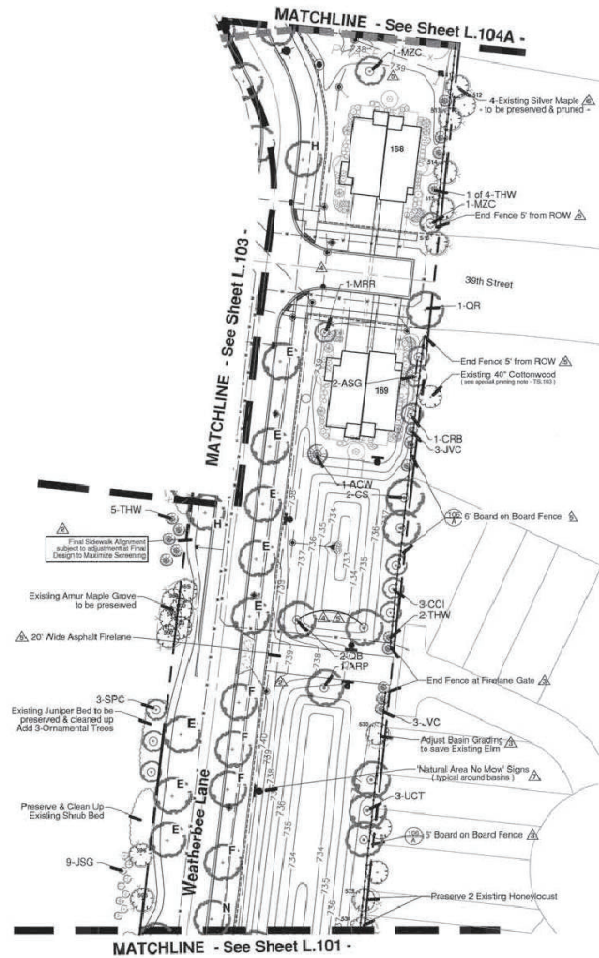 MATCHLINE - See Sheet L.104A -
738
1-MZC
739
512
4-Existing Silver Maple
to be preserved & pruned
513
H
158
514
1 of 4-THW
515
1-MZC
End Fence 5' from ROW
39th Street
MATCHLINE - See Sheet L.103 -
1-MRR
1-QR
E
End Fence 5' from ROW
2-ASG
159
Existing 40" Cottonwood
( see special pruning note - TS.103 )
1-CRB
3-JVC
E
1-ACW
2-GS
5-THW
E
H
6' Board on Board Fence
Final Sidewalk Alignment
subject to adjustment at Final
Design to Maximize Screening
E
Existing Amur Maple Grove
to be preserved
3-CCI
2-THW
E
20' Wide Asphalt Firelane
2-QB
1-ARP
End Fence at Firelane Gate
3-SPC
F
3-JVC
Existing Juniper Bed to be
preserved & cleaned up
Add 3-Ornamental Trees
E
F
Adjust Basin Grading
to save Existing Elm
'Natural Area No Mow' Signs
( typical around basins )
E
F
Preserve & Clean Up
Existing Shrub Bed
3-UCT
E
Weatherbee Lane
5' Board on Board Fence
9-JSG
F
Preserve 2 Existing Honeylocust
N
MATCHLINE - See Sheet L.101 -